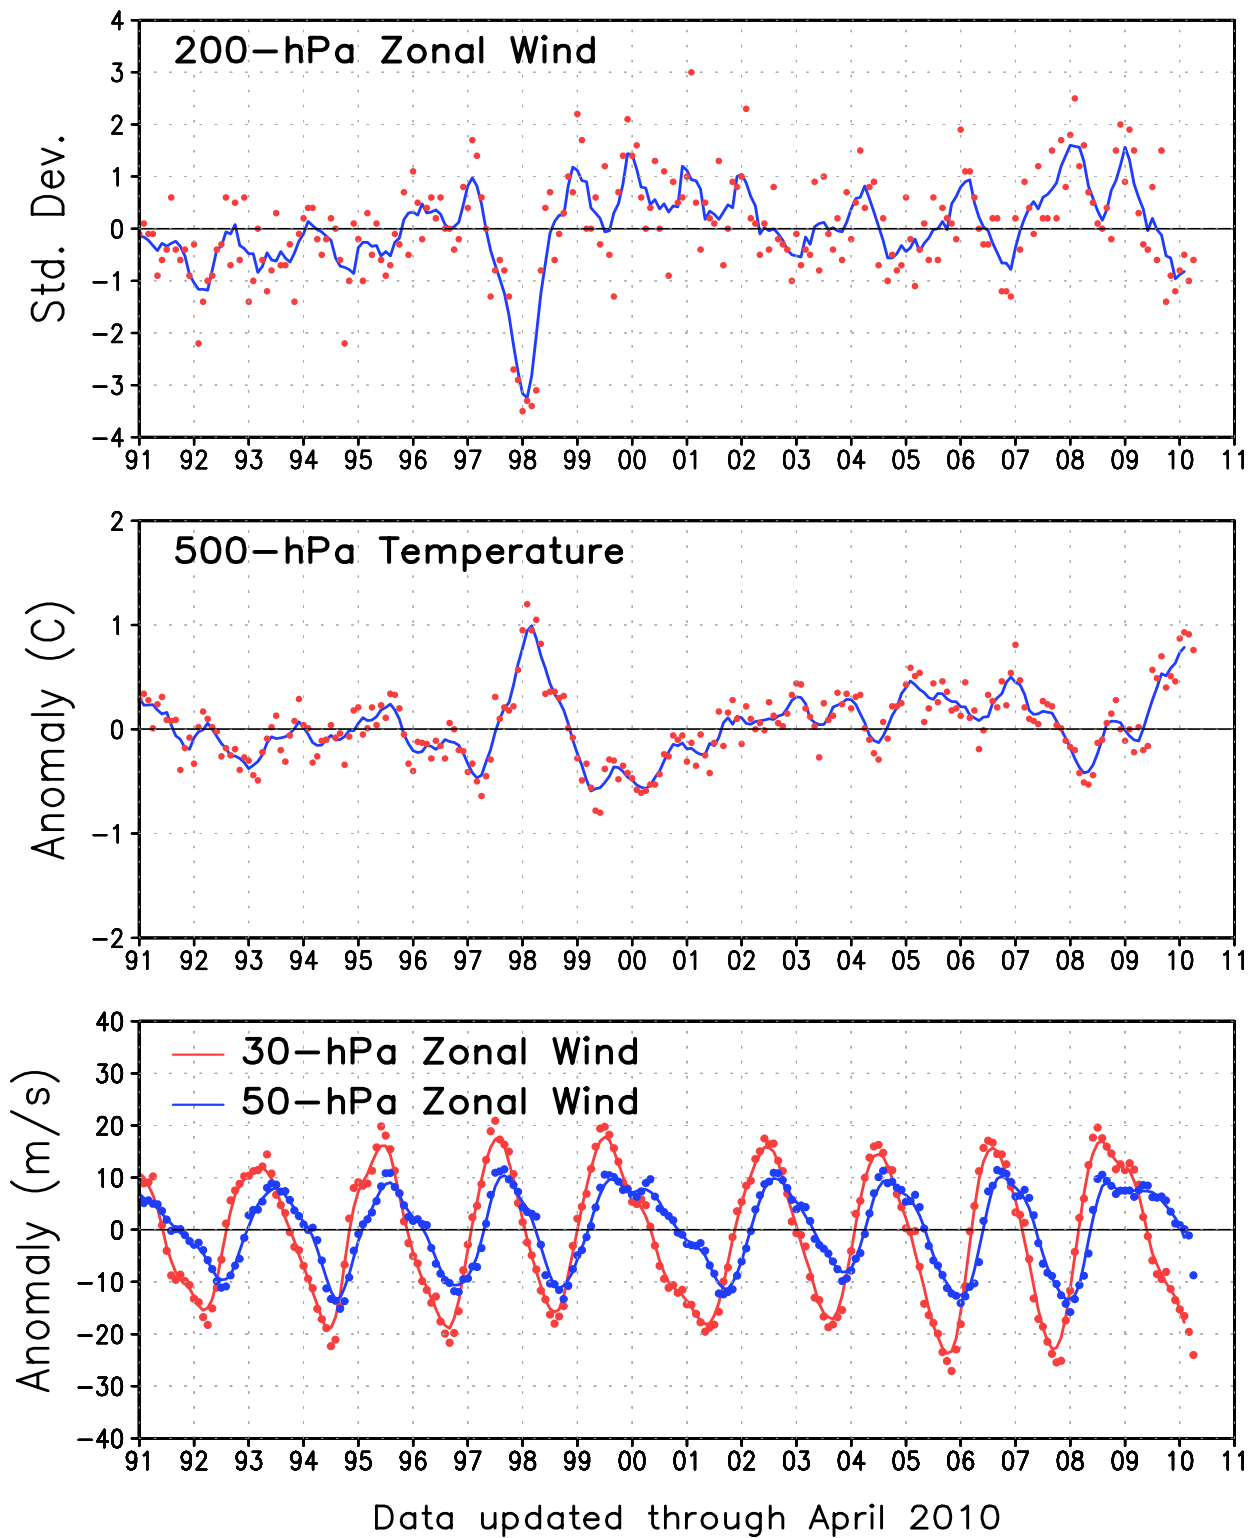 200-hPa Zonal Wind
Std. Dev.
4
3
2
1
0
-1
-2
-3
-4
91 92 93 94 95 96 97 98 99 00 01 02 03 04 05 06 07 08 09 10 11
500-hPa Temperature
Anomaly (C)
2
1
0
-1
-2
91 92 93 94 95 96 97 98 99 00 01 02 03 04 05 06 07 08 09 10 11
30-hPa Zonal Wind
50-hPa Zonal Wind
Anomaly (m/s)
40
30
20
10
0
-10
-20
-30
-40
91 92 93 94 95 96 97 98 99 00 01 02 03 04 05 06 07 08 09 10 11
Data updated through April 2010